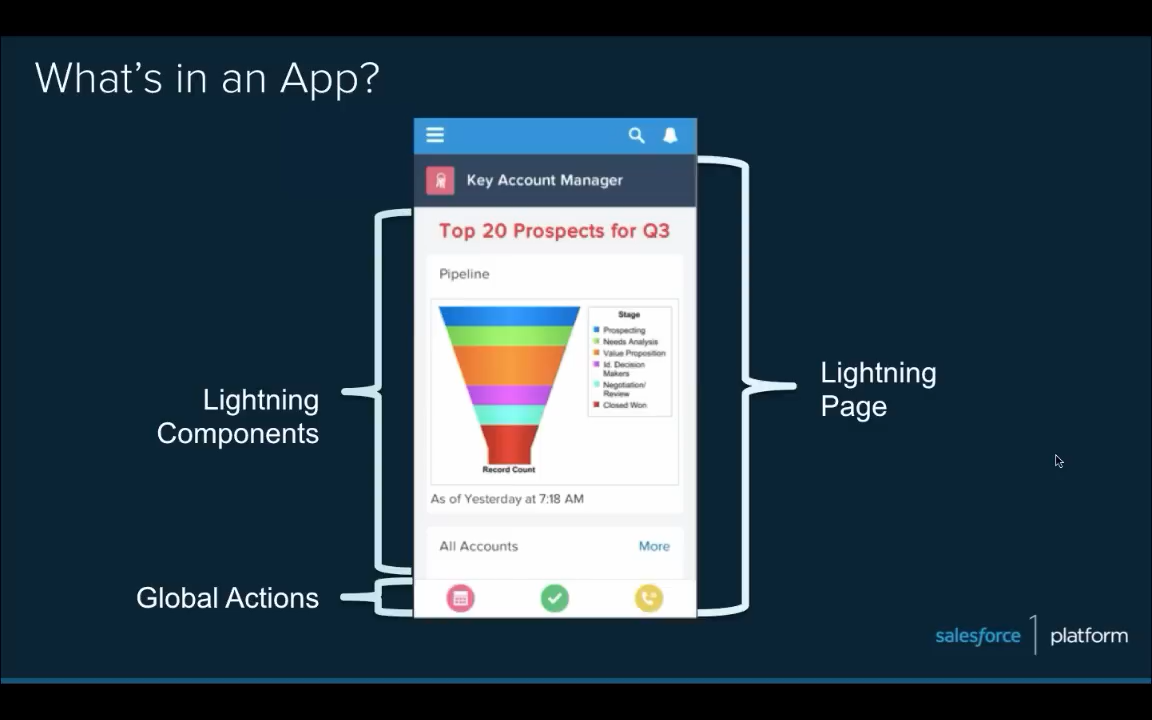 What's in an App?
Key Account Manager
Top 20 Prospects for Q3
Pipeline
Stage
Prospecting
Needs Analysis
Value Proposition
Id. Decision
Makers
Negotiation/
Review
Closed Won
Record Count
As of Yesterday at 7:18 AM
All Accounts
More
Lightning
Components
Global Actions
Lightning
Page
salesforce1 platform